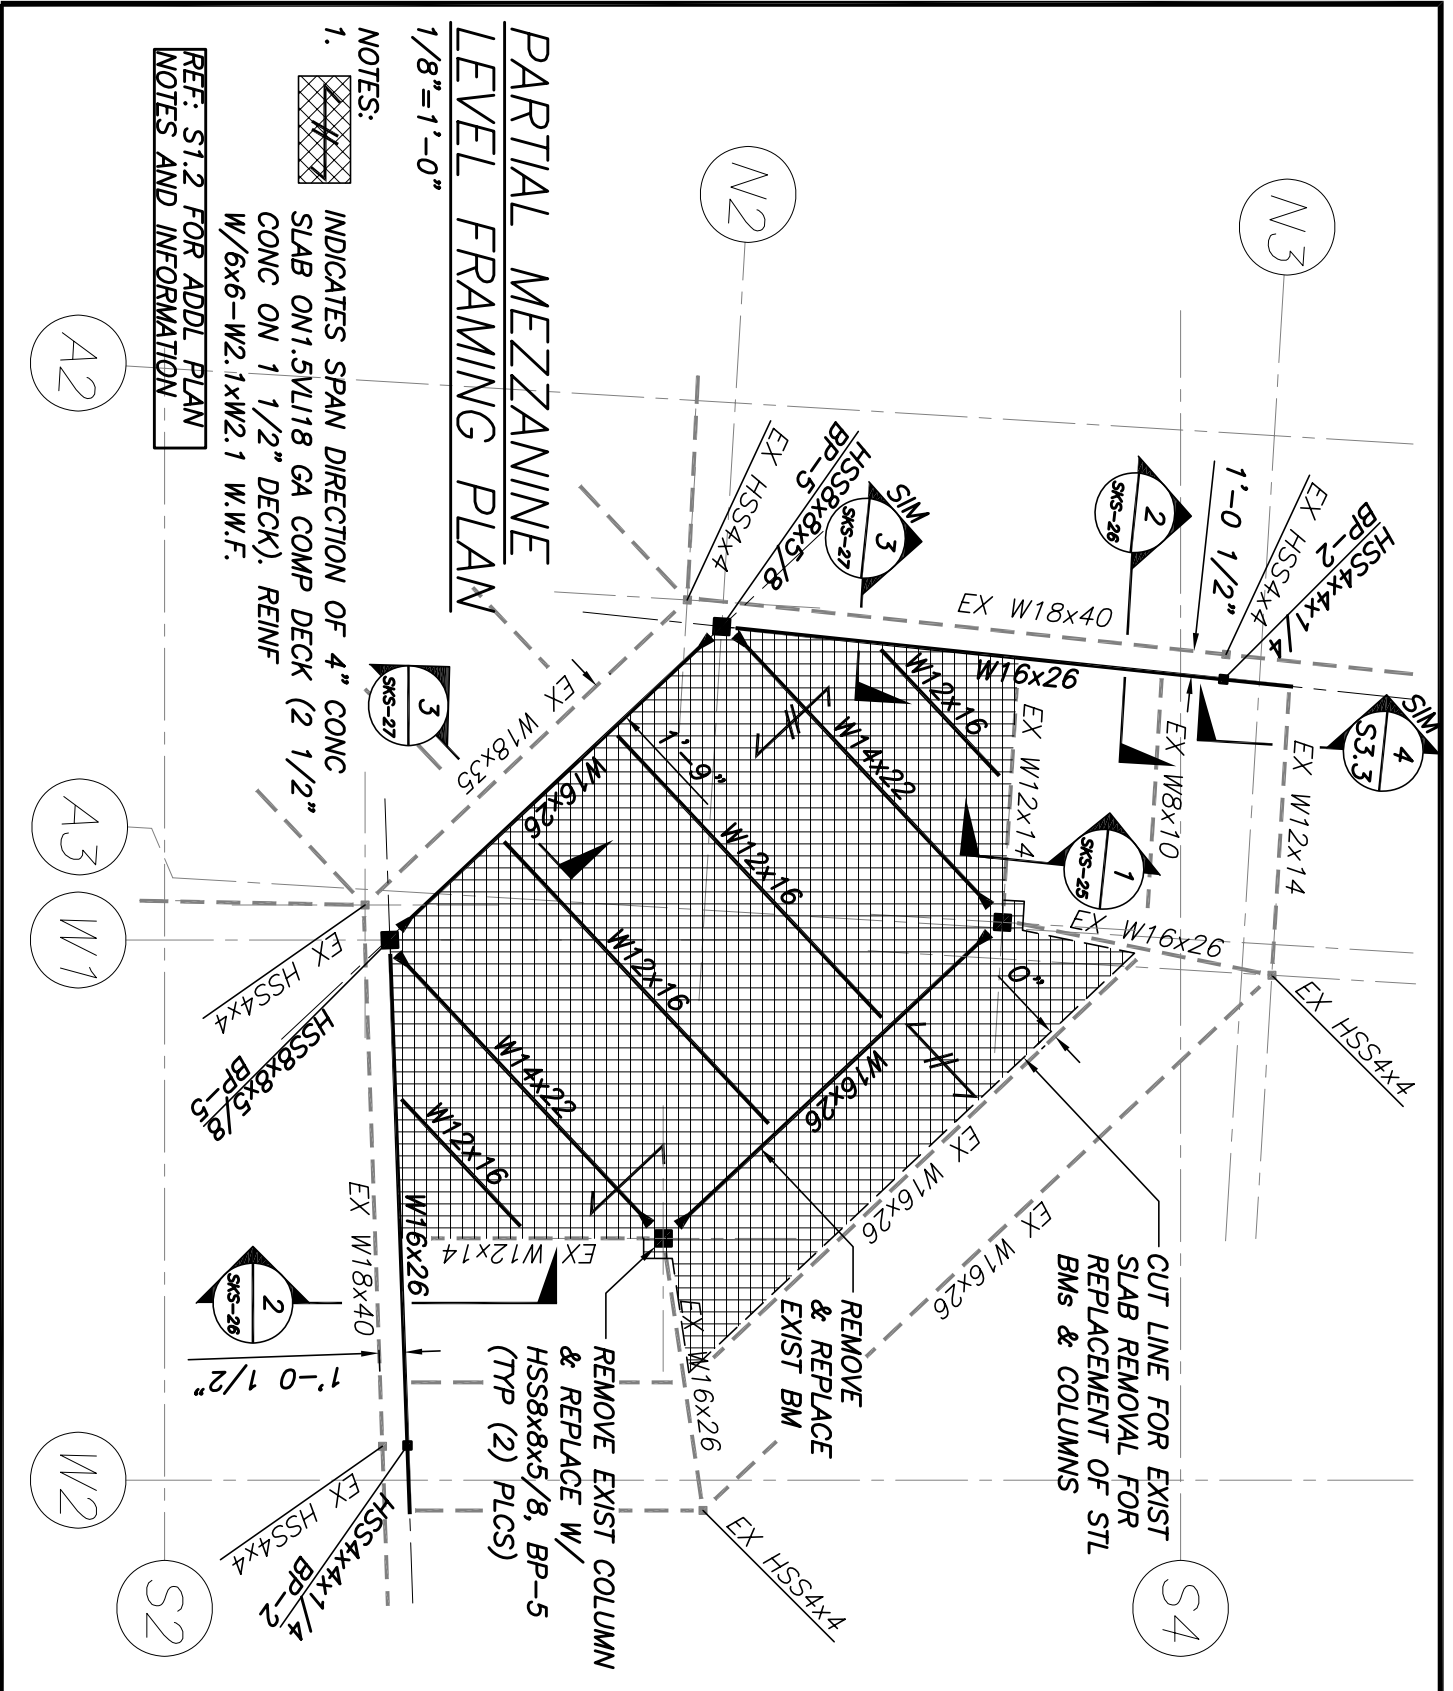 PARTIAL MEZZANINE
LEVEL FRAMING PLAN
1/8"=1'-0"
NOTES:
1.
INDICATES SPAN DIRECTION OF 4" CONC
SLAB ON1.5VLI18 GA COMP DECK (2 1/2"
CONC ON 1 1/2" DECK). REINF
W/6x6-W2.1xW2.1 W.W.F.
REF: S1.2 FOR ADDL PLAN
NOTES AND INFORMATION
N3
N2
A2
A3
W1
W2
S2
S4
HSS4x4x1/4
BP-2
EX HSS4x4
1'-0 1/2"
2
SKS-26
SIM
3
SKS-27
HSS8x8x5/8
BP-5
EX HSS4x4
EX W18x40
W16x26
SIM
4
S3.3
EX W12x14
EX W8x10
EX W12x14
1
SKS-25
EX W16x26
EX HSS4x4
W12x16
W14x22
1'-9"
W12x16
W12x16
W14x22
W12x16
W16x26
EX W18x35
3
SKS-27
0"
W16x26
EX W16x26
EX W16x26
EX HSS4x4
HSS8x8x5/8
BP-5
EX W12x14
W16x26
EX W18x40
2
SKS-26
1'-0 1/2"
EX W16x26
EX HSS4x4
EX HSS4x4
HSS4x4x1/4
BP-2
CUT LINE FOR EXIST
SLAB REMOVAL FOR
REPLACEMENT OF STL
BMs & COLUMNS
REMOVE
& REPLACE
EXIST BM
REMOVE EXIST COLUMN
& REPLACE W/
HSS8x8x5/8, BP-5
(TYP (2) PLCS)